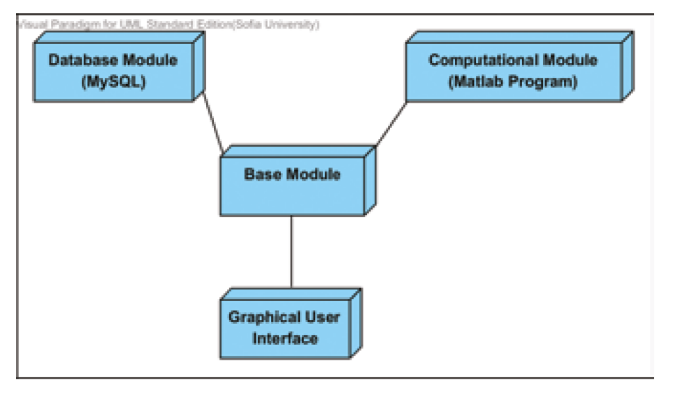 Visual Paradigm for UML Standard Edition(Sofia University)
Database Module
(MySQL)
Computational Module
(Matlab Program)
Base Module
Graphical User
Interface